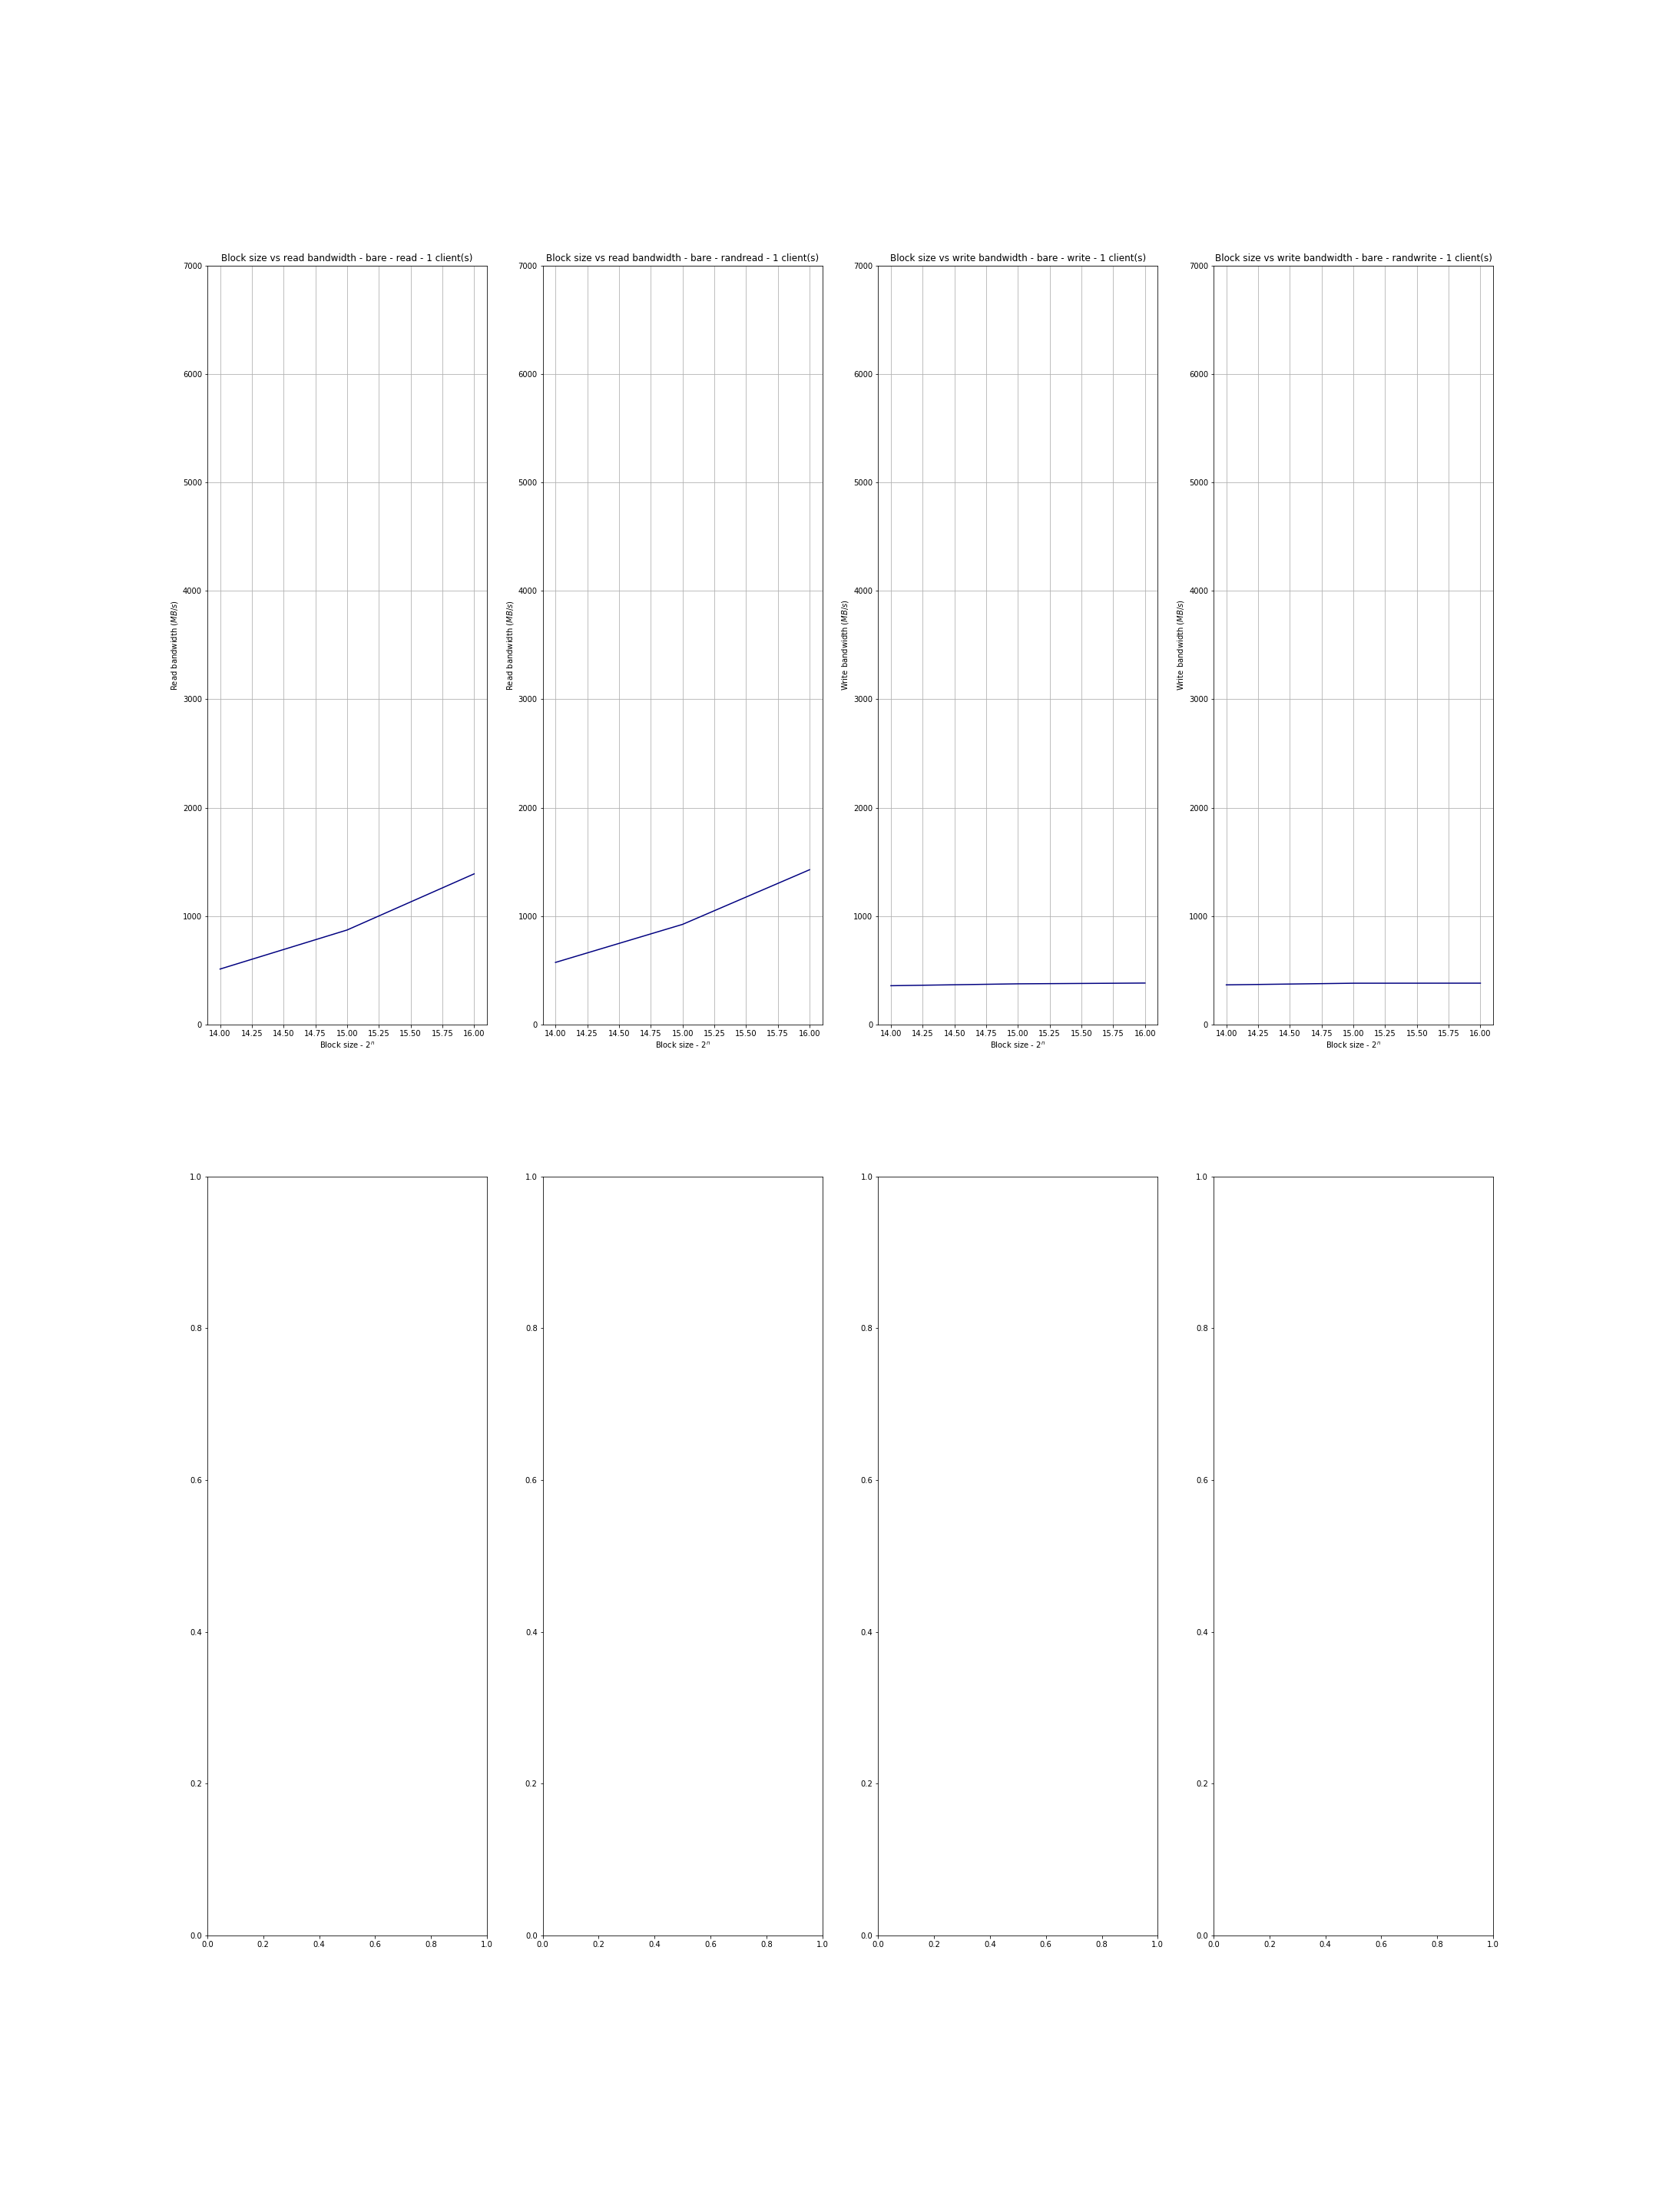 Block size vs read bandwidth - bare - read - 1 client(s)
7000
6000
5000
4000
3000
2000
1000
0
Read bandwidth (MB/s)
14.00 14.25 14.50 14.75 15.00 15.25 15.50 15.75 16.00
Block size - 2ⁿ
Block size vs read bandwidth - bare - randread - 1 client(s)
7000
6000
5000
4000
3000
2000
1000
0
Read bandwidth (MB/s)
14.00 14.25 14.50 14.75 15.00 15.25 15.50 15.75 16.00
Block size - 2ⁿ
Block size vs write bandwidth - bare - write - 1 client(s)
7000
6000
5000
4000
3000
2000
1000
0
Write bandwidth (MB/s)
14.00 14.25 14.50 14.75 15.00 15.25 15.50 15.75 16.00
Block size - 2ⁿ
Block size vs write bandwidth - bare - randwrite - 1 client(s)
7000
6000
5000
4000
3000
2000
1000
0
Write bandwidth (MB/s)
14.00 14.25 14.50 14.75 15.00 15.25 15.50 15.75 16.00
Block size - 2ⁿ
1.0
0.8
0.6
0.4
0.2
0.0
0.0 0.2 0.4 0.6 0.8 1.0
1.0
0.8
0.6
0.4
0.2
0.0
0.0 0.2 0.4 0.6 0.8 1.0
1.0
0.8
0.6
0.4
0.2
0.0
0.0 0.2 0.4 0.6 0.8 1.0
1.0
0.8
0.6
0.4
0.2
0.0
0.0 0.2 0.4 0.6 0.8 1.0